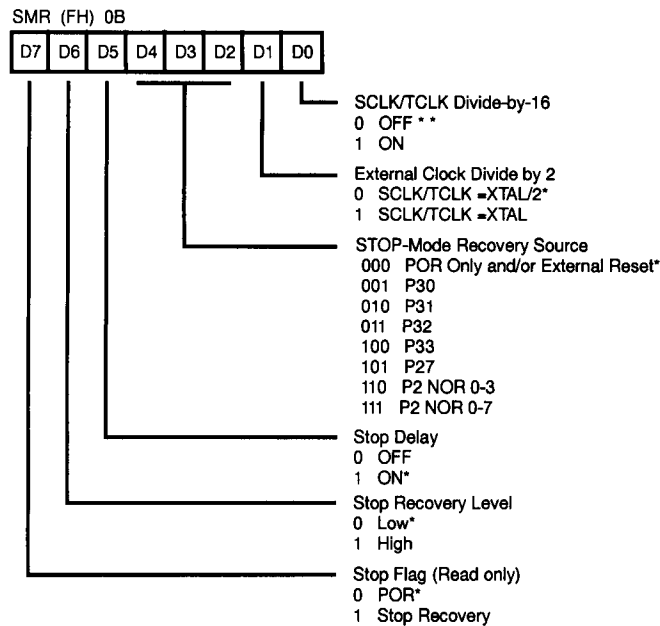 SMR (FH) 0B
D7 D6 D5 D4 D3 D2 D1 D0
SCLK/TCLK Divide-by-16
0 OFF * *
1 ON
External Clock Divide by 2
0 SCLK/TCLK =XTAL/2*
1 SCLK/TCLK =XTAL
STOP-Mode Recovery Source
000 POR Only and/or External Reset*
001 P30
010 P31
011 P32
100 P33
101 P27
110 P2 NOR 0-3
111 P2 NOR 0-7
Stop Delay
0 OFF
1 ON*
Stop Recovery Level
0 Low*
1 High
Stop Flag (Read only)
0 POR*
1 Stop Recovery